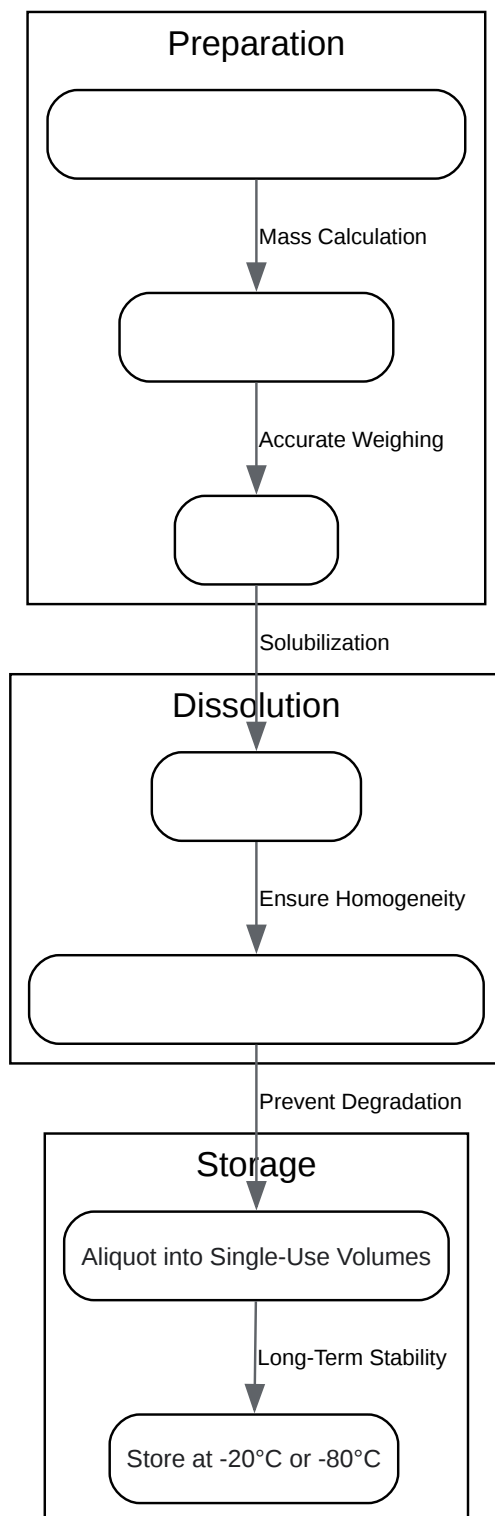 Preparation
Mass Calculation
Accurate Weighing
Solubilization
Dissolution
Ensure Homogeneity
Prevent Degradation
Storage
Aliquot into Single-Use Volumes
Long-Term Stability
Store at -20°C or -80°C